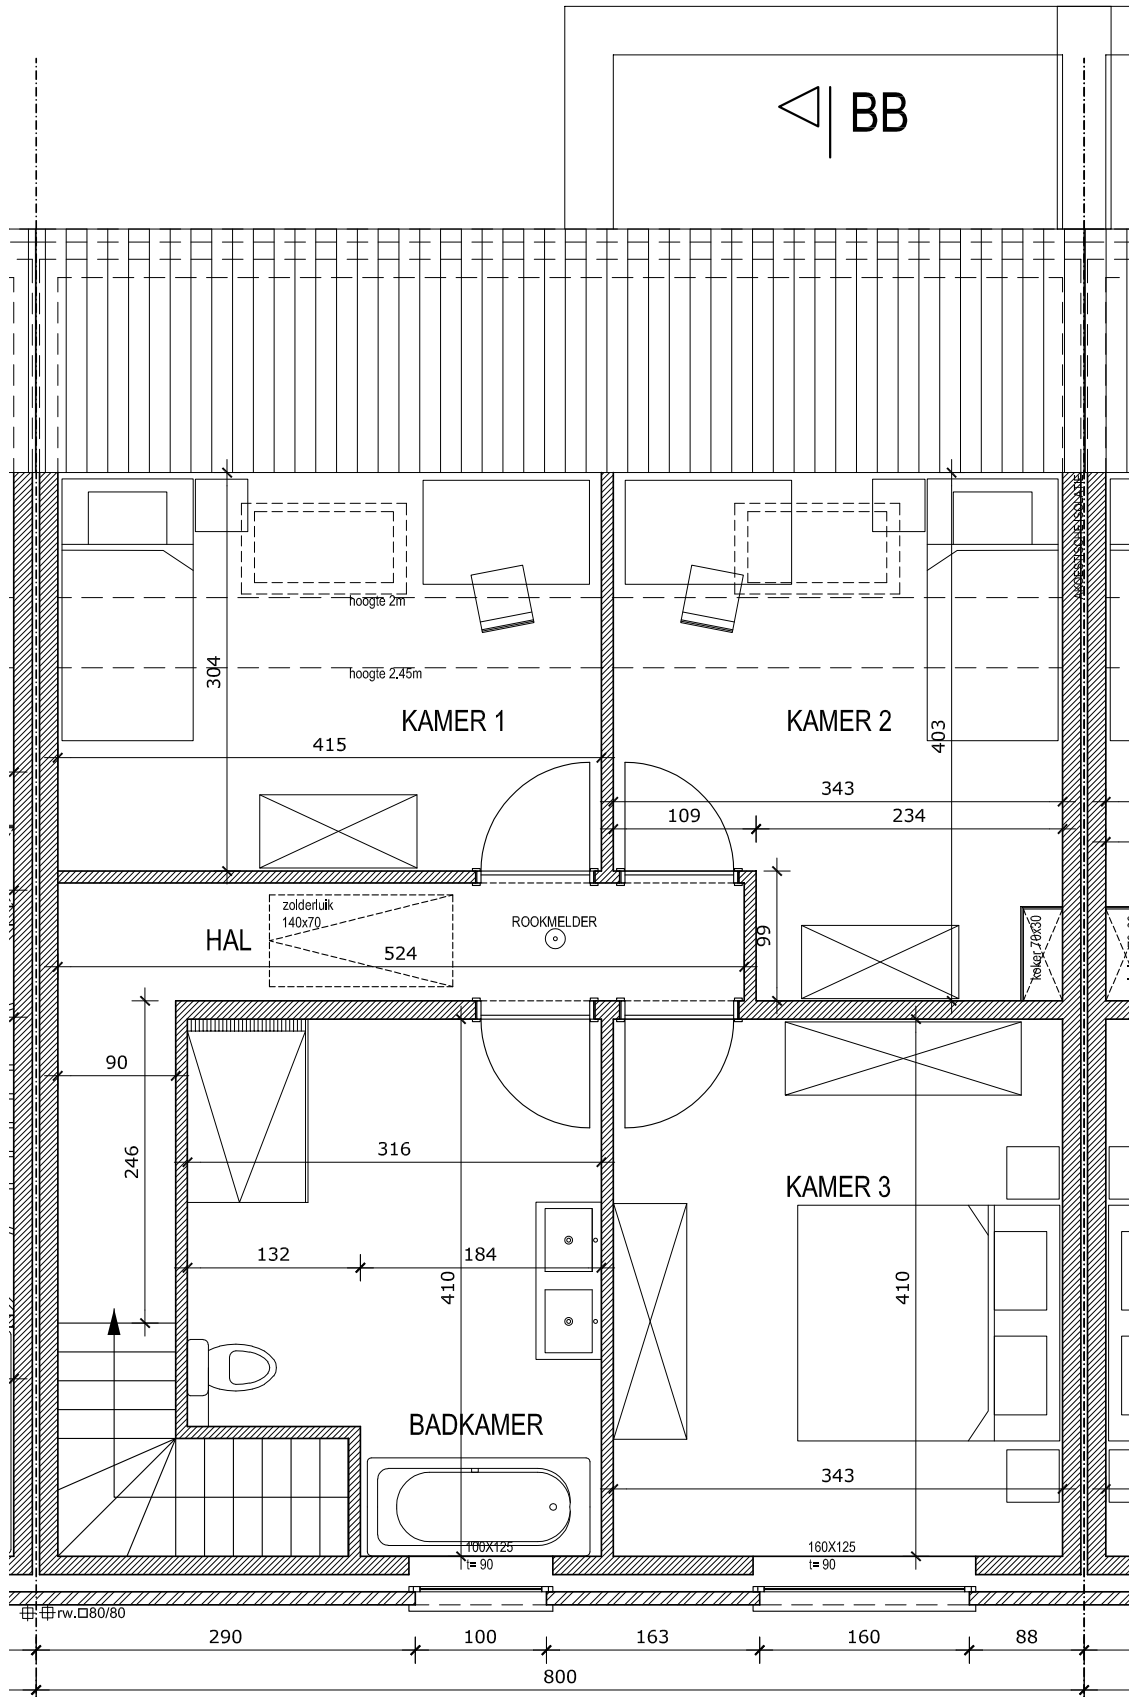 BB
AKOESTISCHE ISOLATIE
hoogte 2m
hoogte 2.45m
304
403
KAMER 1
KAMER 2
415
343
109
234
zolderluik
140x70
ROOKMELDER
HAL
524
99
koker 70x30
90
246
316
KAMER 3
132
184
410
410
BADKAMER
343
100X125
t= 90
160X125
t= 90
rw.□80/80
290
100
163
160
88
800